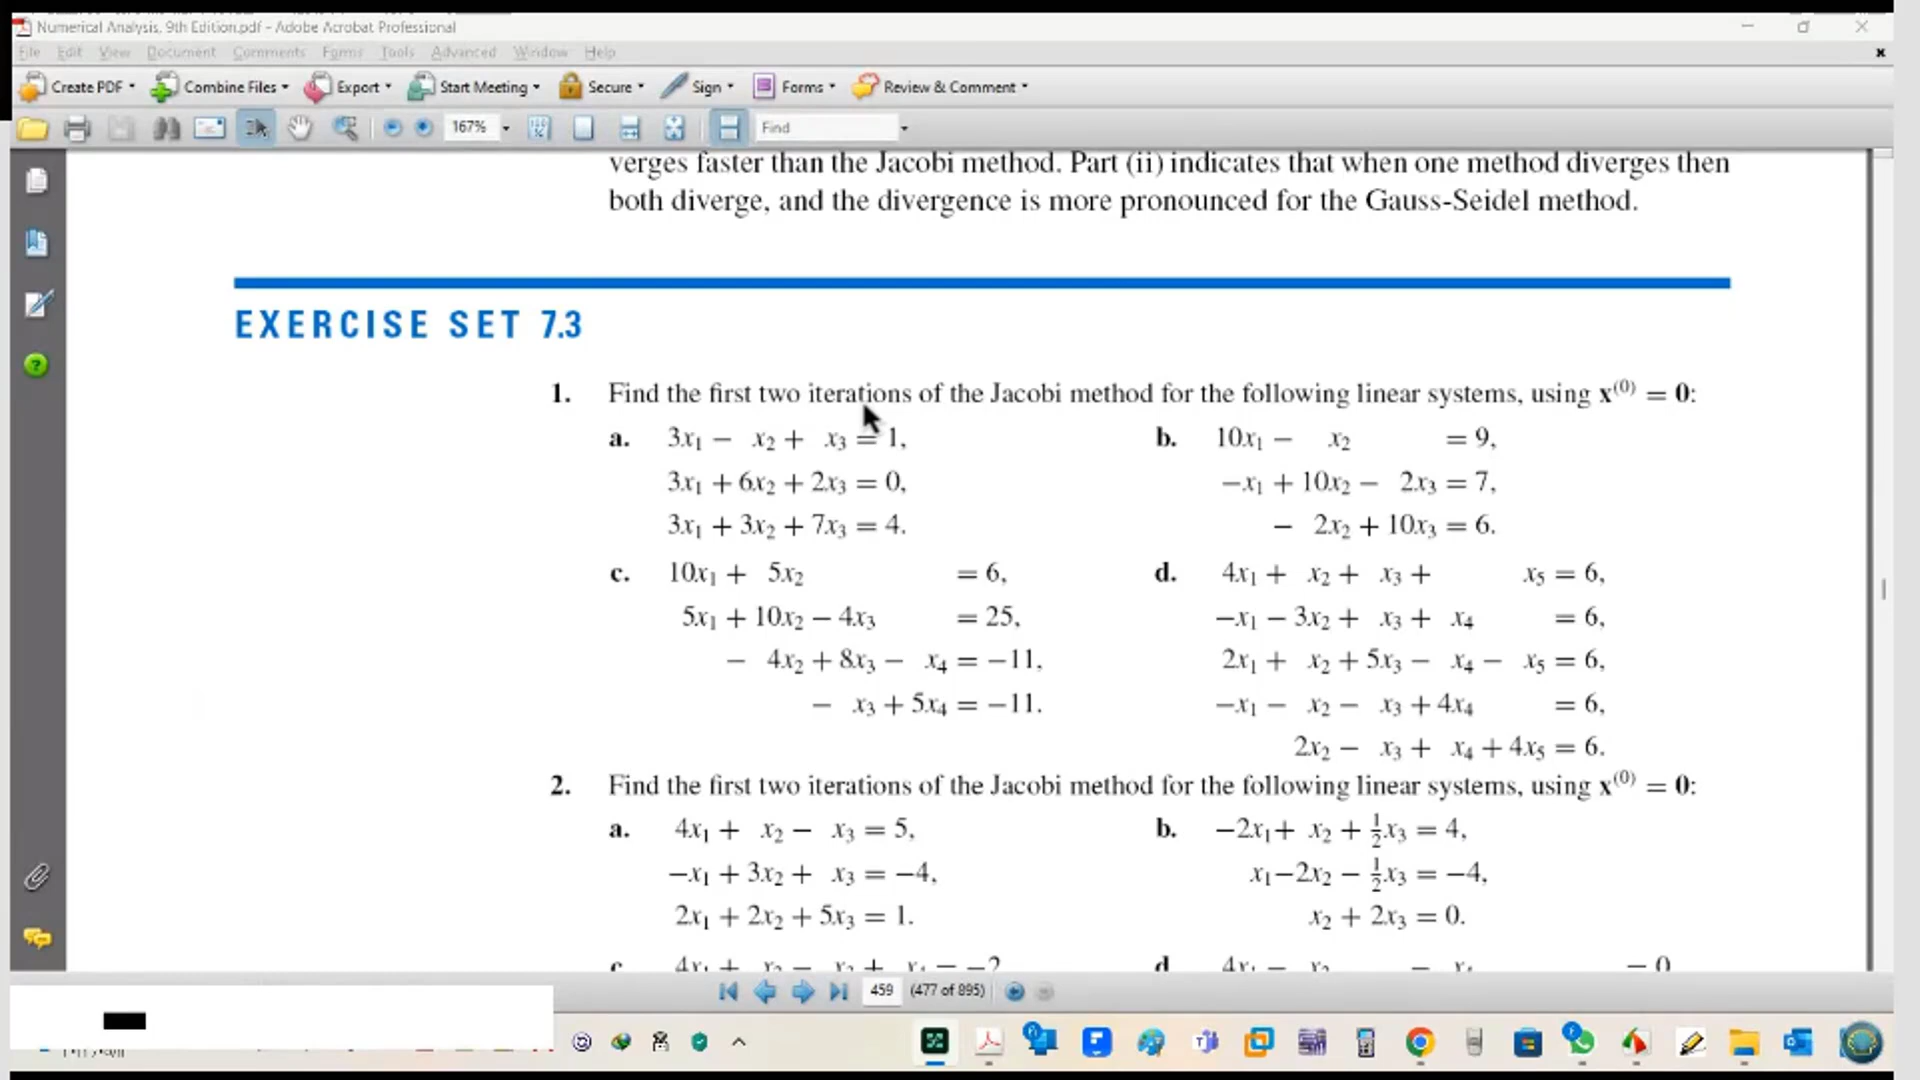 Numerical Analysis, 9th Edition.pdf - Adobe Acrobat Professional
File Edit View Document Comments Forms Tools Advanced Window Help
Create PDF Combine Files Export Start Meeting Secure Sign Forms Review & Comment
167% Find
verges faster than the Jacobi method. Part (ii) indicates that when one method diverges then
both diverge, and the divergence is more pronounced for the Gauss-Seidel method.
EXERCISE SET 7.3
1. Find the first two iterations of the Jacobi method for the following linear systems, using x⁽⁰⁾ = 0:
a. 3x₁ − x₂ + x₃ = 1,
3x₁ + 6x₂ + 2x₃ = 0,
3x₁ + 3x₂ + 7x₃ = 4.
b. 10x₁ − x₂ = 9,
−x₁ + 10x₂ − 2x₃ = 7,
− 2x₂ + 10x₃ = 6.
c. 10x₁ + 5x₂ = 6,
5x₁ + 10x₂ − 4x₃ = 25,
− 4x₂ + 8x₃ − x₄ = −11,
− x₃ + 5x₄ = −11.
d. 4x₁ + x₂ + x₃ + x₅ = 6,
−x₁ − 3x₂ + x₃ + x₄ = 6,
2x₁ + x₂ + 5x₃ − x₄ − x₅ = 6,
−x₁ − x₂ − x₃ + 4x₄ = 6,
2x₂ − x₃ + x₄ + 4x₅ = 6.
2. Find the first two iterations of the Jacobi method for the following linear systems, using x⁽⁰⁾ = 0:
a. 4x₁ + x₂ − x₃ = 5,
−x₁ + 3x₂ + x₃ = −4,
2x₁ + 2x₂ + 5x₃ = 1.
b. −2x₁+ x₂ + ½x₃ = 4,
x₁−2x₂ − ½x₃ = −4,
x₂ + 2x₃ = 0.
459 (477 of 895)